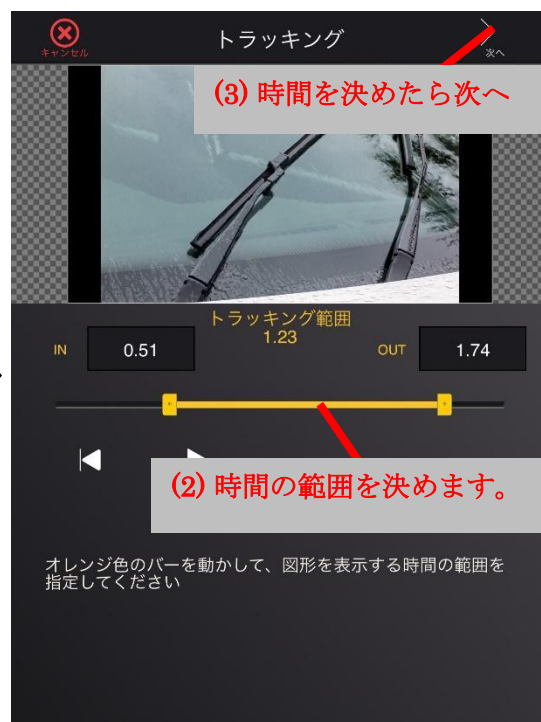 キャンセル
トラッキング
次へ
(3) 時間を決めたら次へ
トラッキング範囲
1.23
IN
0.51
OUT
1.74
(2) 時間の範囲を決めます。
オレンジ色のバーを動かして、図形を表示する時間の範囲を
指定してください